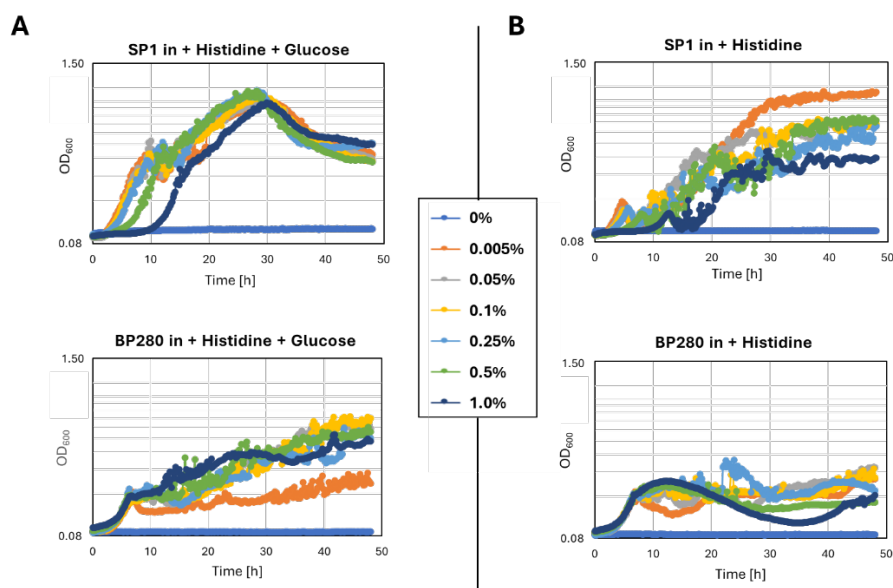 A
B
SP1 in + Histidine + Glucose
1.50
OD600
0.08
0 10 20 30 40 50
Time [h]
SP1 in + Histidine
1.50
OD600
0.08
0 10 20 30 40 50
Time [h]
0%
0.005%
0.05%
0.1%
0.25%
0.5%
1.0%
BP280 in + Histidine + Glucose
1.50
OD600
0.08
0 10 20 30 40 50
Time [h]
BP280 in + Histidine
1.50
OD600
0.08
0 10 20 30 40 50
Time [h]